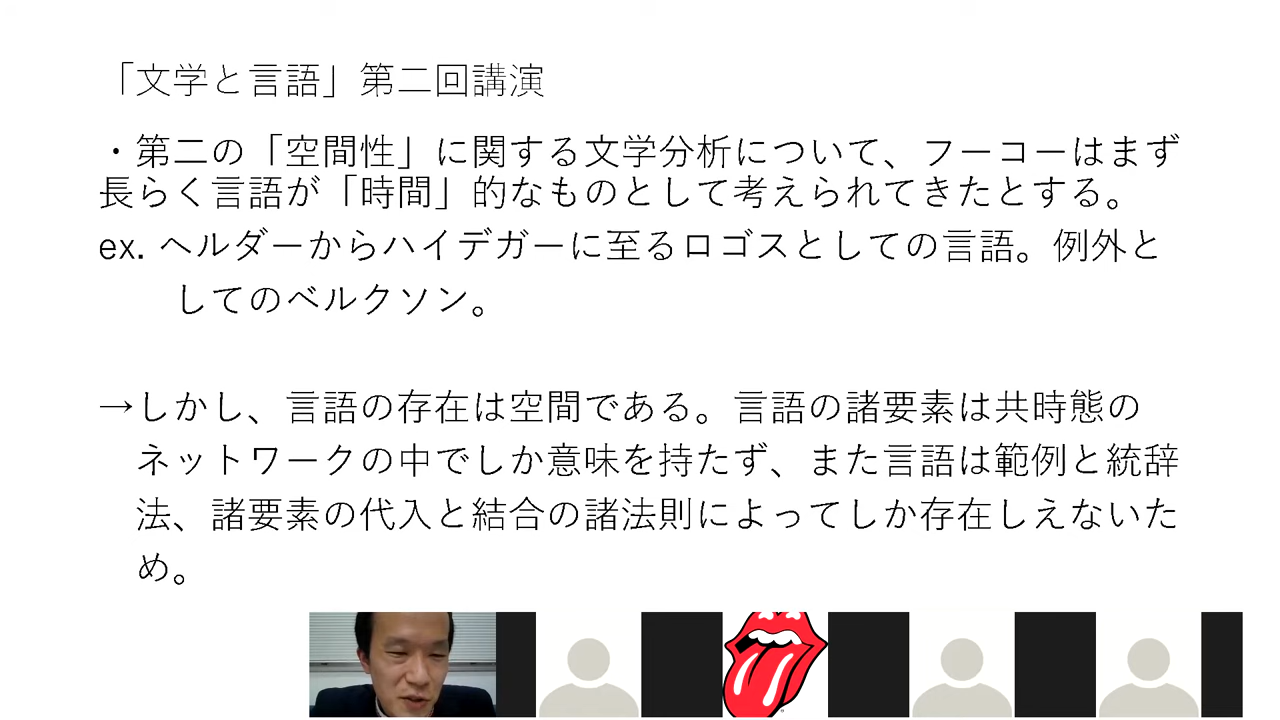 「文学と言語」第二回講演
・第二の「空間性」に関する文学分析について、フーコーはまず
長らく言語が「時間」的なものとして考えられてきたとする。
ex. ヘルダーからハイデガーに至るロゴスとしての言語。例外と
してのベルクソン。
→しかし、言語の存在は空間である。言語の諸要素は共時態の
ネットワークの中でしか意味を持たず、また言語は範例と統辞
法、諸要素の代入と結合の諸法則によってしか存在しえないた
め。